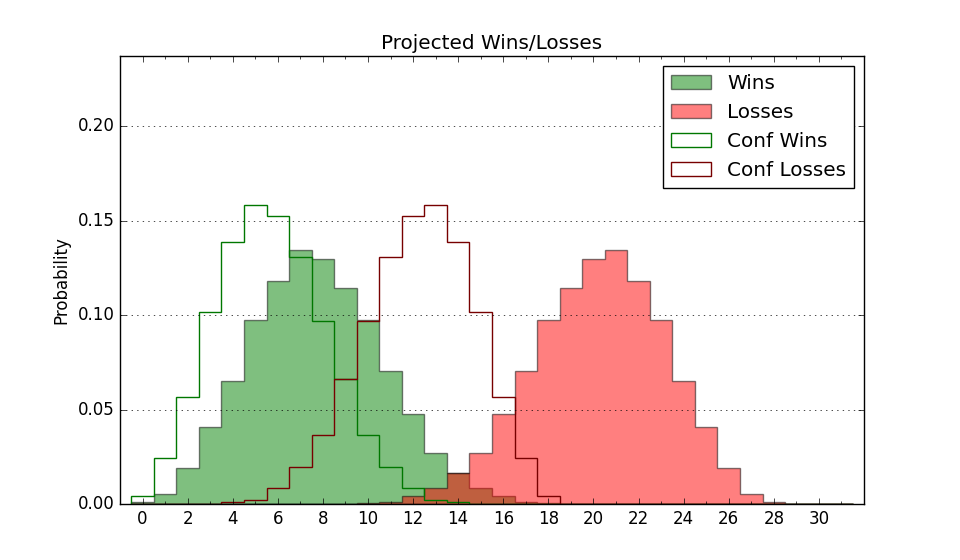 Projected Wins/Losses
Wins
Losses
Conf Wins
Conf Losses
Probability
0.20
0.15
0.10
0.05
0.00
0 2 4 6 8 10 12 14 16 18 20 22 24 26 28 30